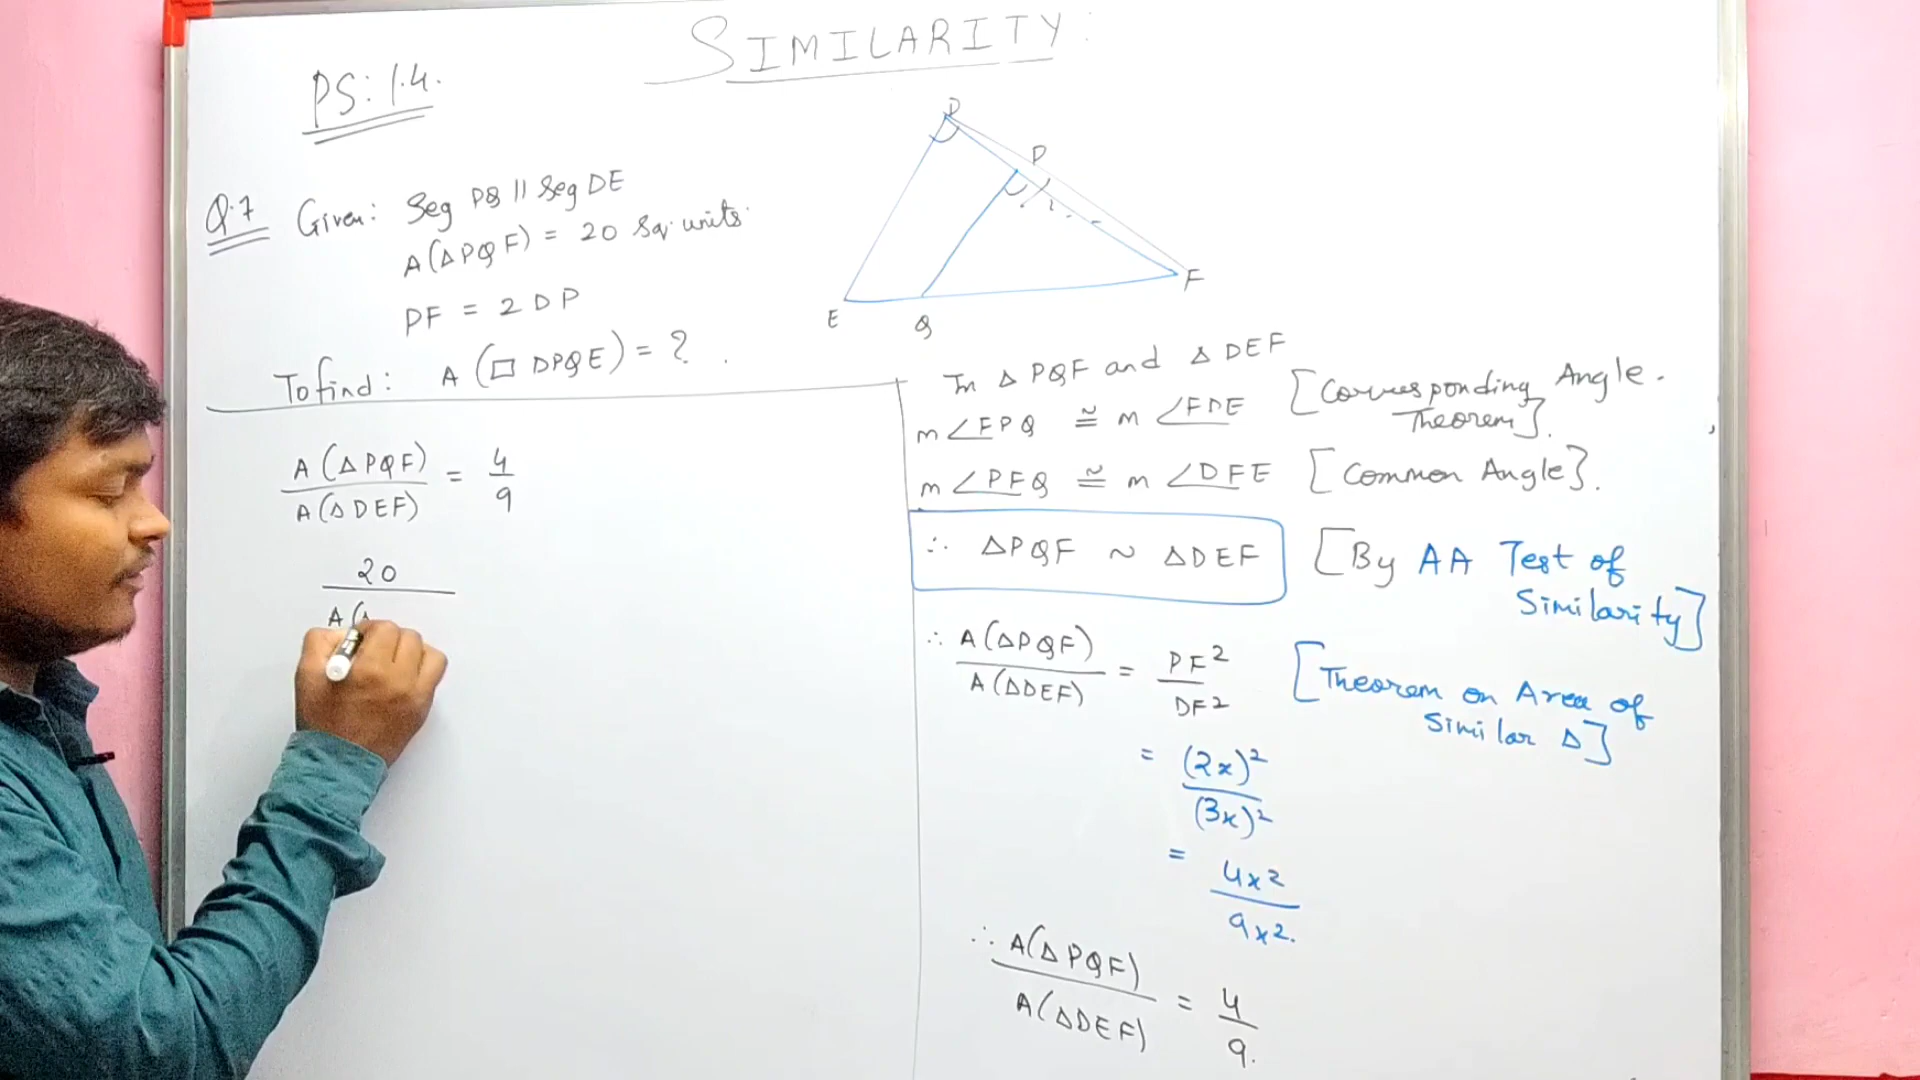 SIMILARITY:
PS: 1.4.
Q.7 Given: Seg PQ || Seg DE
A(△PQF) = 20 Sq. units.
PF = 2DP
To find: A(□ DPQE) = ?.
D
P
F
E
Q
A(△PQF) / A(△DEF) = 4/9
20
A(
In △PQF and △DEF
m∠FPQ ≅ m∠FDE [Corresponding Angle.
Theorem].
m∠PFQ ≅ m∠DFE [Common Angle].
∴ △PQF ~ △DEF [By AA Test of
Similarity]
∴ A(△PQF) / A(△DEF) = PF² / DF² [Theorem on Area of
Similar △]
= (2x)² / (3x)²
= 4x² / 9x².
∴ A(△PQF) / A(△DEF) = 4/9.